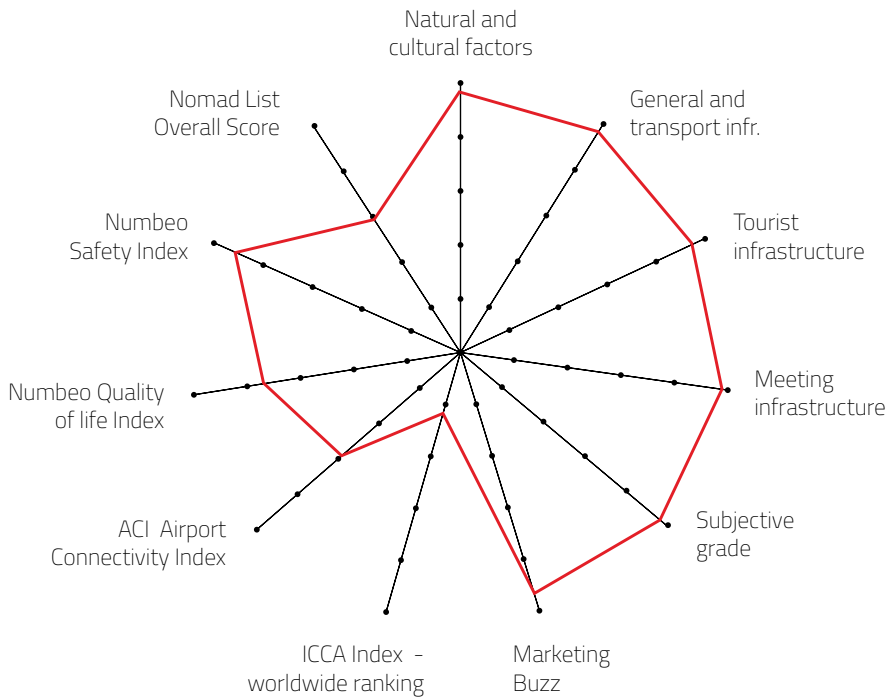 Natural and
cultural factors
General and
transport infr.
Tourist
infrastructure
Meeting
infrastructure
Subjective
grade
Marketing
Buzz
ICCA Index -
worldwide ranking
ACI Airport
Connectivity Index
Numbeo Quality
of life Index
Numbeo
Safety Index
Nomad List
Overall Score